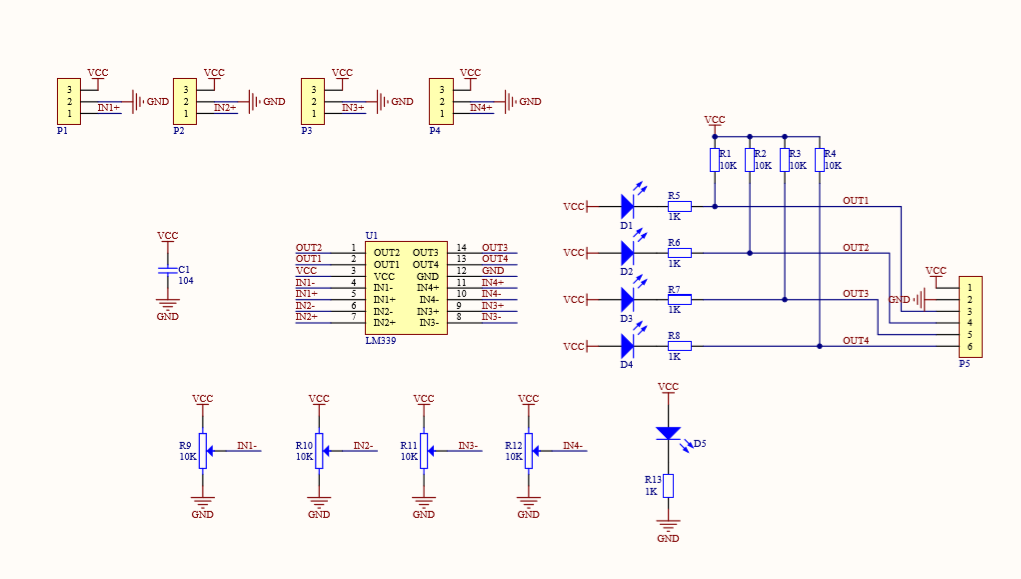 VCC VCC VCC VCC
3 3 3 3
2 GND 2 GND 2 GND 2 GND
1 IN1+ 1 IN2+ 1 IN3+ 1 IN4+
P1 P2 P3 P4
VCC
R1 R2 R3 R4
10K 10K 10K 10K
VCC D1 R5 1K OUT1
VCC D2 R6 1K OUT2
VCC D3 R7 1K OUT3
VCC D4 R8 1K OUT4
VCC
GND
1
2
3
4
5
6
P5
VCC
C1
104
GND
U1
OUT2 1 OUT2 OUT3 14 OUT3
OUT1 2 OUT1 OUT4 13 OUT4
VCC 3 VCC GND 12 GND
IN1- 4 IN1- IN4+ 11 IN4+
IN1+ 5 IN1+ IN4- 10 IN4-
IN2- 6 IN2- IN3+ 9 IN3+
IN2+ 7 IN2+ IN3- 8 IN3-
LM339
VCC VCC VCC VCC
R9 IN1- R10 IN2- R11 IN3- R12 IN4-
10K 10K 10K 10K
GND GND GND GND
VCC
D5
R13
1K
GND